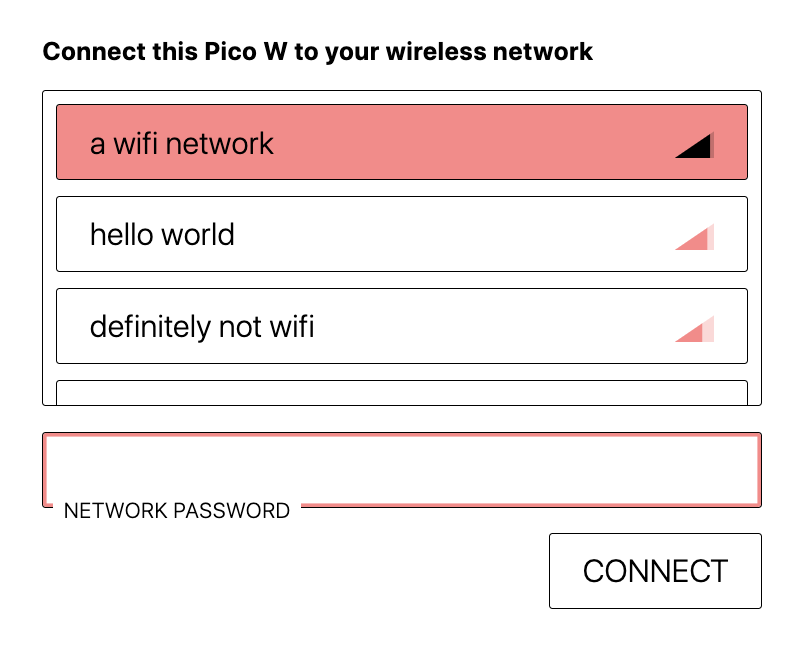 Connect this Pico W to your wireless network
a wifi network
hello world
definitely not wifi
NETWORK PASSWORD
CONNECT